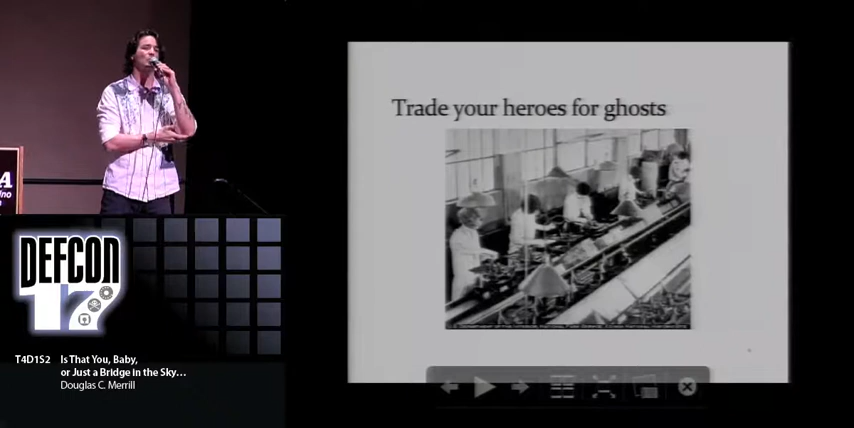 Trade your heroes for ghosts
A
DEFCON
17
T4D1S2 Is That You, Baby,
or Just a Bridge in the Sky...
Douglas C. Merrill